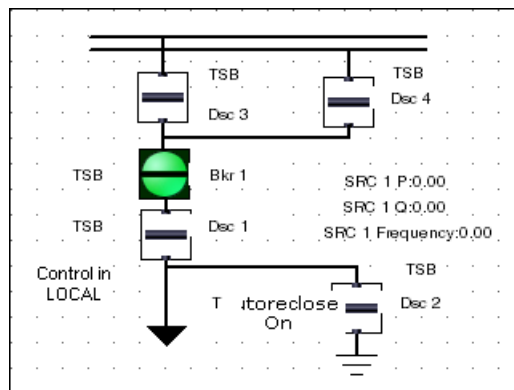 TSB
Dsc 3
TSB
Dsc 4
TSB
Bkr 1
SRC 1 P:0.00
SRC 1 Q:0.00
SRC 1 Frequency:0.00
TSB
Dsc 1
Control in
LOCAL
TSB
Dsc 2
T utoreclose
On